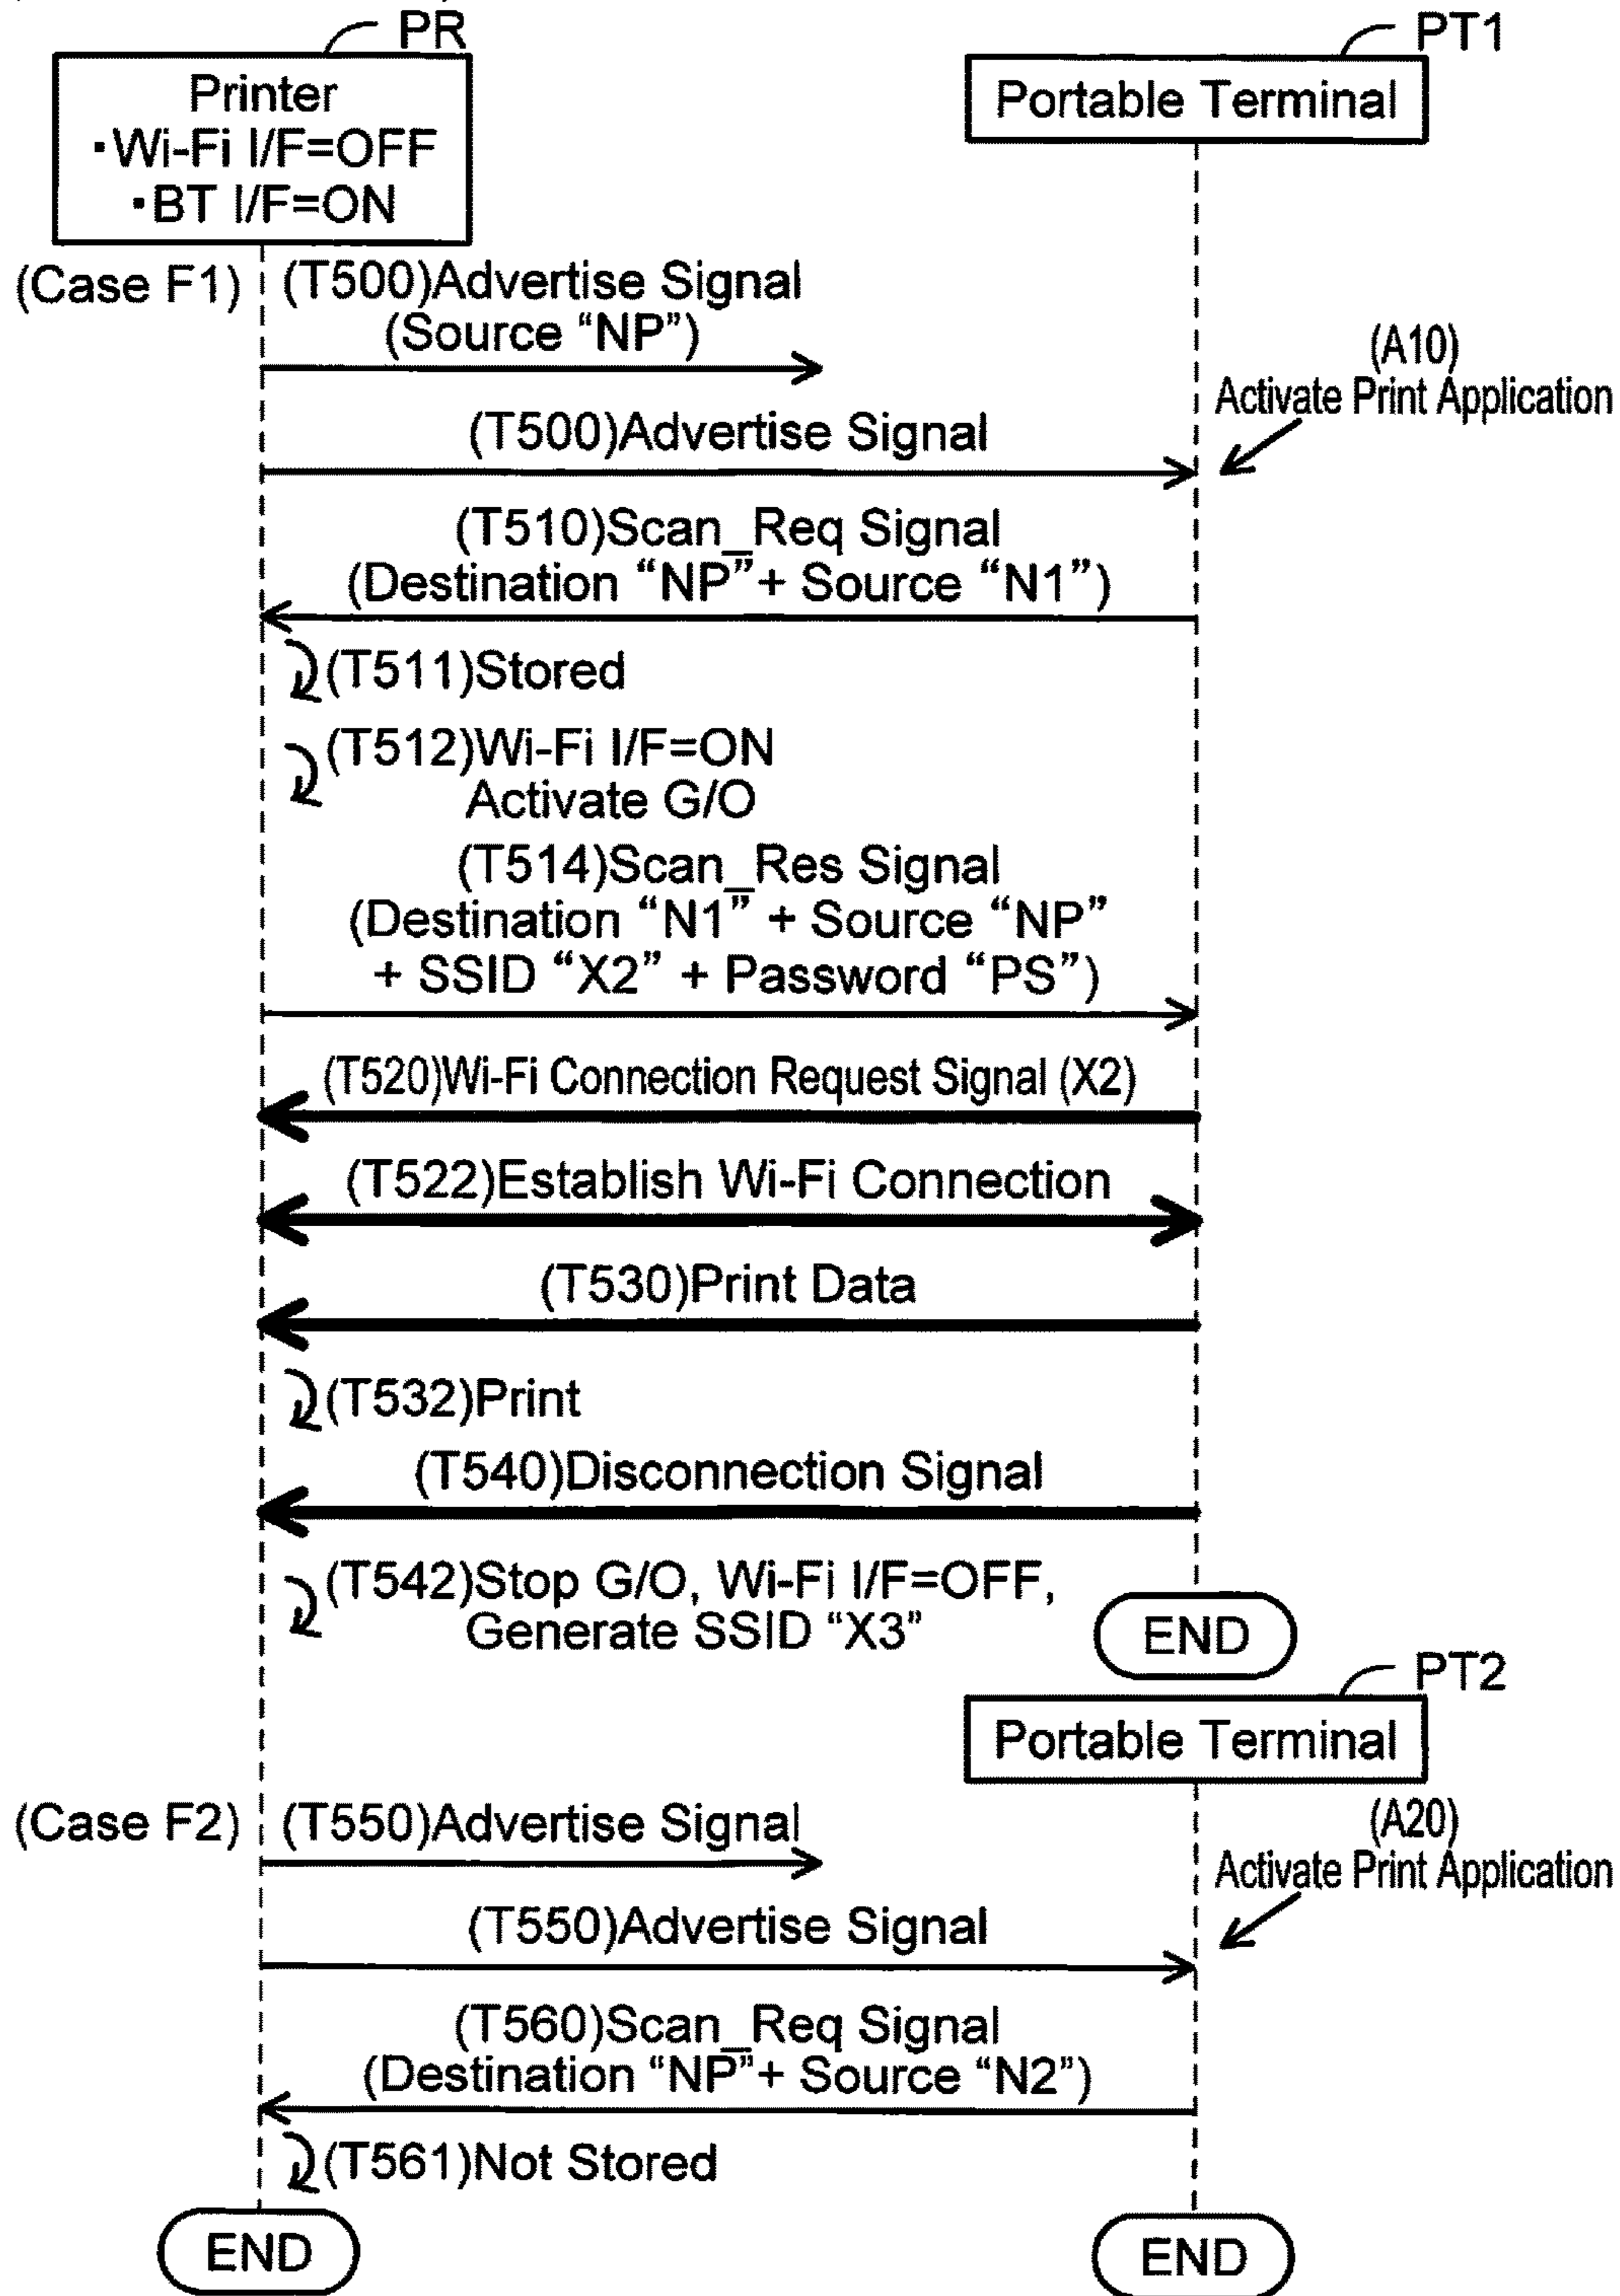 PR
Printer
·Wi-Fi I/F=OFF
·BT I/F=ON
PT1
Portable Terminal
(Case F1)
(T500)Advertise Signal
(Source “NP”)
(A10)
Activate Print Application
(T500)Advertise Signal
(T510)Scan_Req Signal
(Destination “NP”+ Source “N1”)
(T511)Stored
(T512)Wi-Fi I/F=ON
Activate G/O
(T514)Scan_Res Signal
(Destination “N1” + Source “NP”
+ SSID “X2” + Password “PS”)
(T520)Wi-Fi Connection Request Signal (X2)
(T522)Establish Wi-Fi Connection
(T530)Print Data
(T532)Print
(T540)Disconnection Signal
(T542)Stop G/O, Wi-Fi I/F=OFF,
Generate SSID “X3”
END
PT2
Portable Terminal
(Case F2)
(T550)Advertise Signal
(A20)
Activate Print Application
(T550)Advertise Signal
(T560)Scan_Req Signal
(Destination “NP”+ Source “N2”)
(T561)Not Stored
END
END